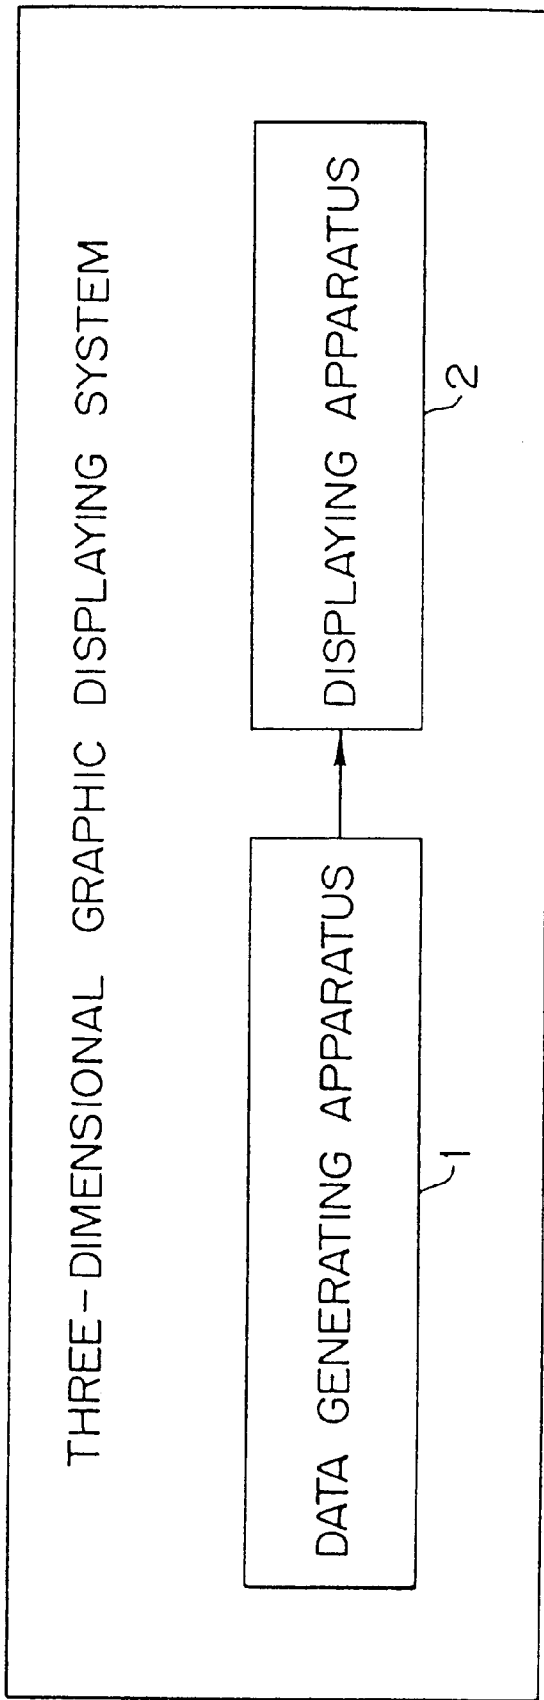 THREE-DIMENSIONAL GRAPHIC DISPLAYING SYSTEM
DATA GENERATING APPARATUS
1
DISPLAYING APPARATUS
2